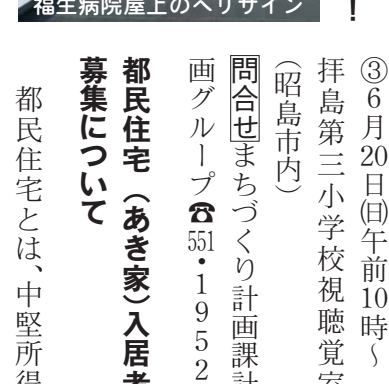 福生病院屋上のヘリサイン
!
③6月20日㈰午前10時〜
拝島第三小学校視聴覚室
(昭島市内)
問合せまちづくり計画課計
画グループ☎551・1952
都民住宅(あき家)入居者
募集について
都民住宅とは、中堅所得